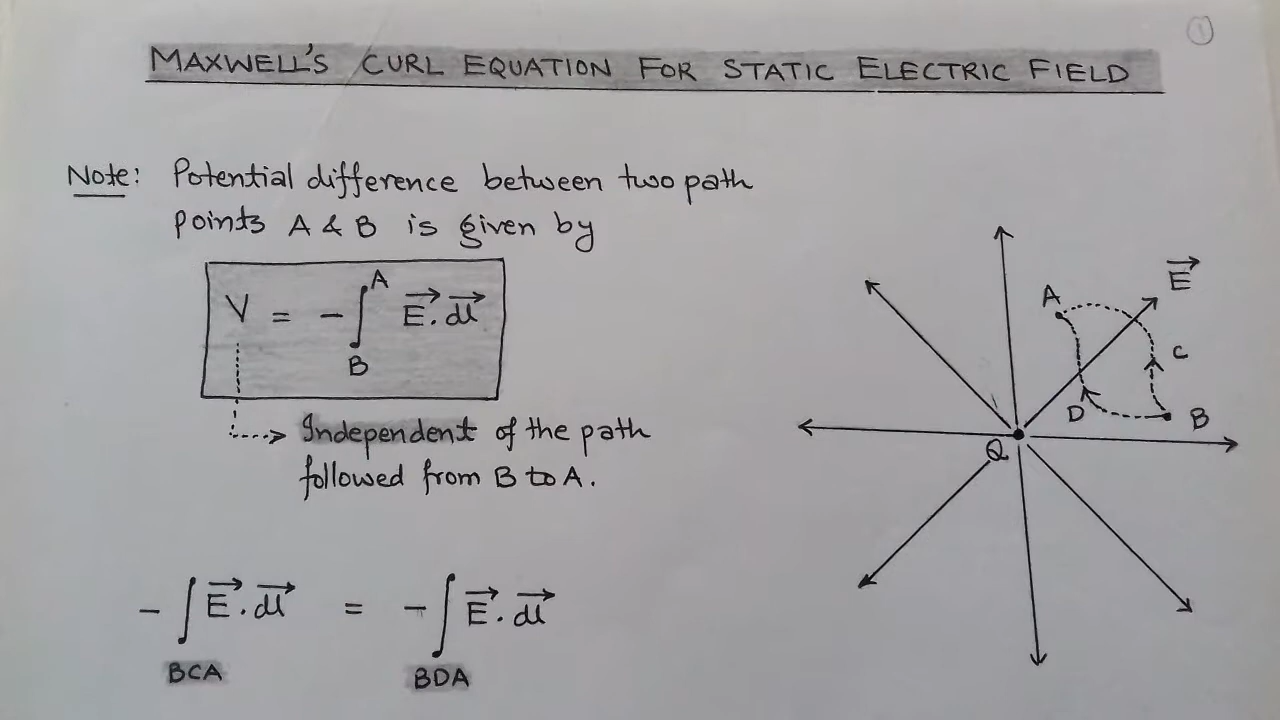 1
MAXWELL'S CURL EQUATION FOR STATIC ELECTRIC FIELD
Note: Potential difference between two path
points A & B is given by
V = - ∫_B^A E⃗ . dl⃗
Independent of the path
followed from B to A.
- ∫_BCA E⃗ . dl⃗ = - ∫_BDA E⃗ . dl⃗
E⃗
A
C
D
B
Q